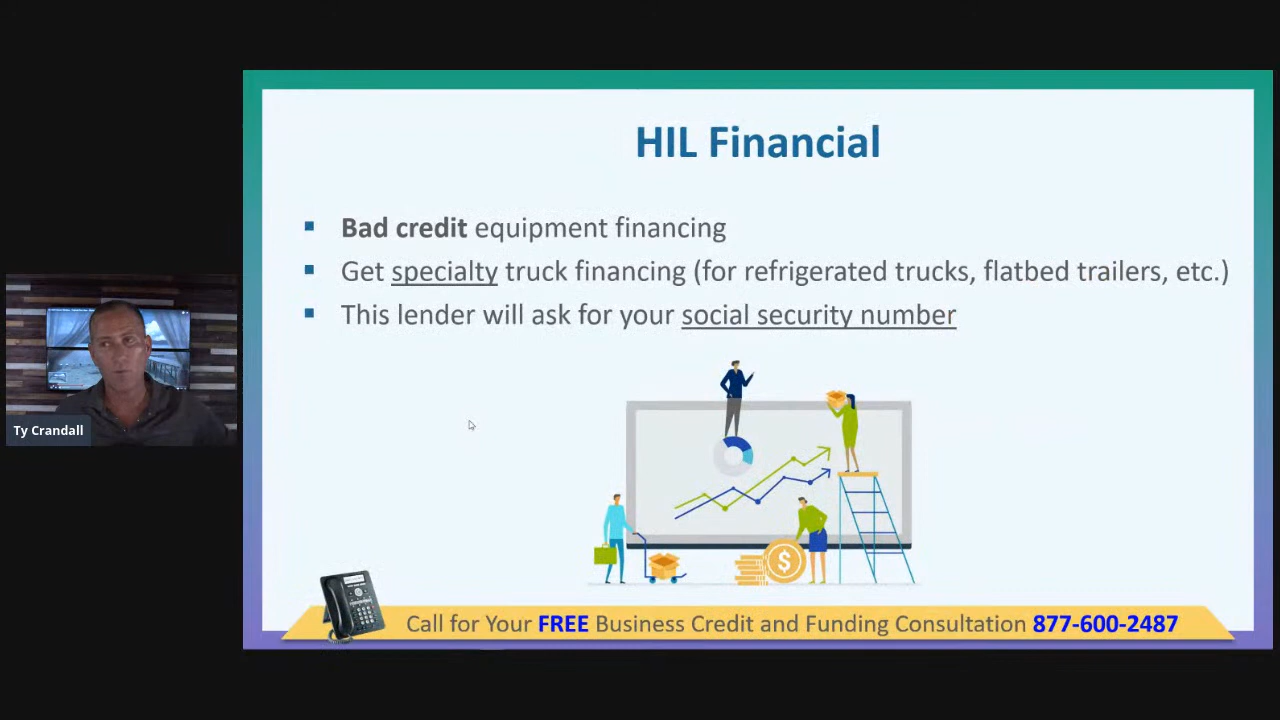 HIL Financial
Bad credit equipment financing
Get specialty truck financing (for refrigerated trucks, flatbed trailers, etc.)
This lender will ask for your social security number
Ty Crandall
$
Call for Your FREE Business Credit and Funding Consultation 877-600-2487